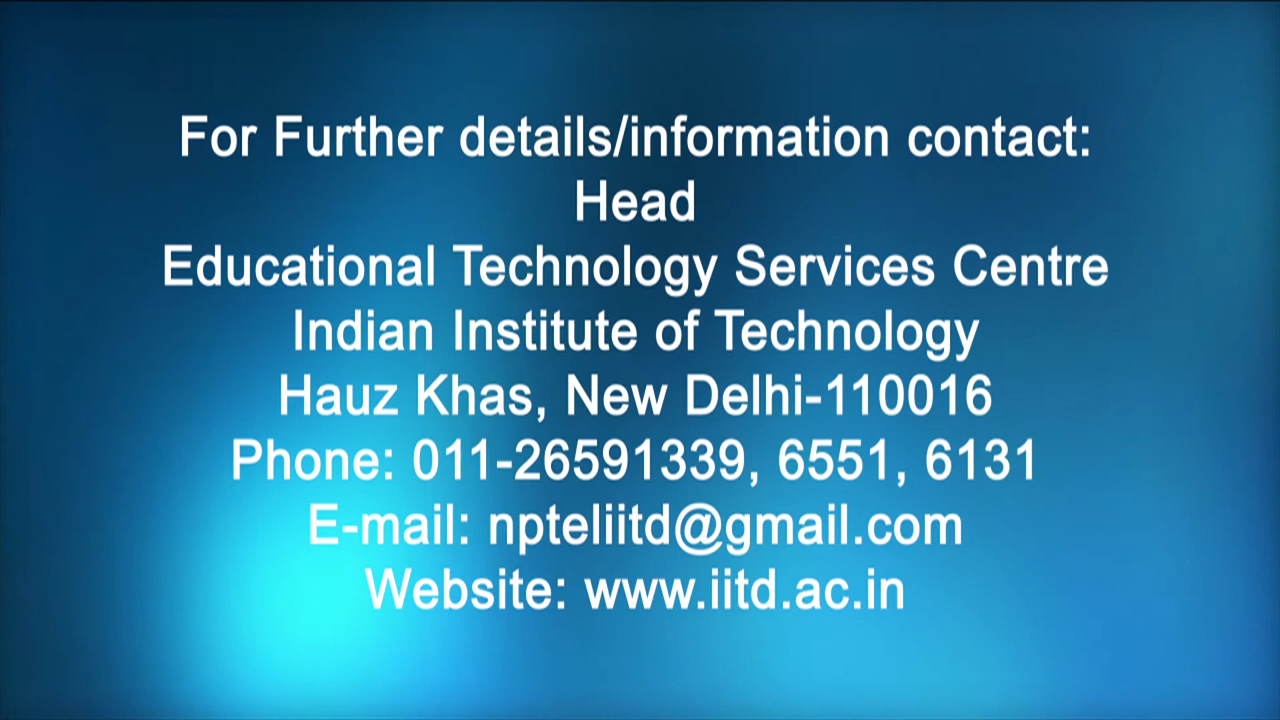 For Further details/information contact:
Head
Educational Technology Services Centre
Indian Institute of Technology
Hauz Khas, New Delhi-110016
Phone: 011-26591339, 6551, 6131
E-mail: npteliitd@gmail.com
Website: www.iitd.ac.in